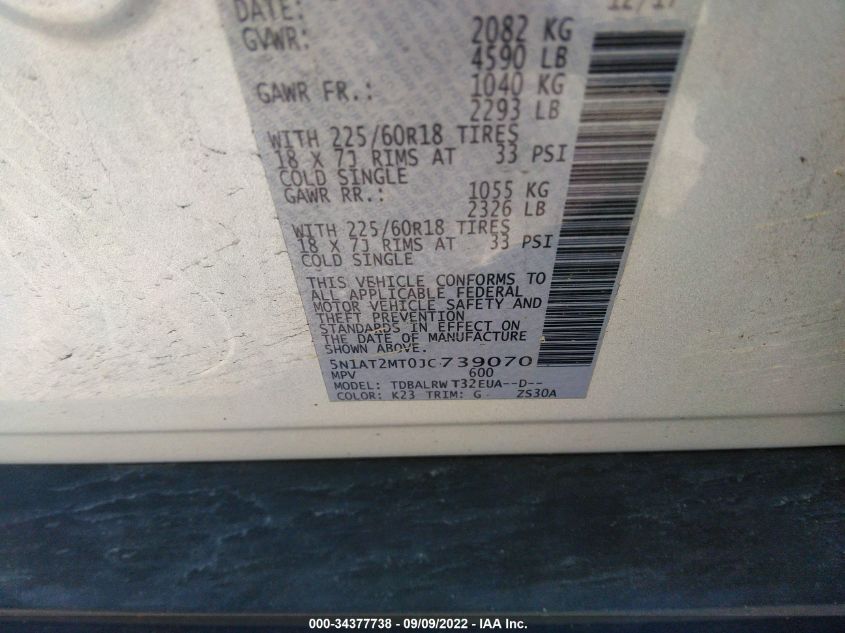 DATE: 12/17
GVWR: 2082 KG
4590 LB
GAWR FR.: 1040 KG
2293 LB
WITH 225/60R18 TIRES
18 X 7J RIMS AT 33 PSI
COLD SINGLE
GAWR RR.: 1055 KG
2326 LB
WITH 225/60R18 TIRES
18 X 7J RIMS AT 33 PSI
COLD SINGLE
THIS VEHICLE CONFORMS TO
ALL APPLICABLE FEDERAL
MOTOR VEHICLE SAFETY AND
THEFT PREVENTION
STANDARDS IN EFFECT ON
THE DATE OF MANUFACTURE
SHOWN ABOVE.
5N1AT2MT0JC739070
MPV 600
MODEL: TDBALRW T32EUA--D--
COLOR: K23 TRIM: G ZS30A
000-34377738 - 09/09/2022 - IAA Inc.